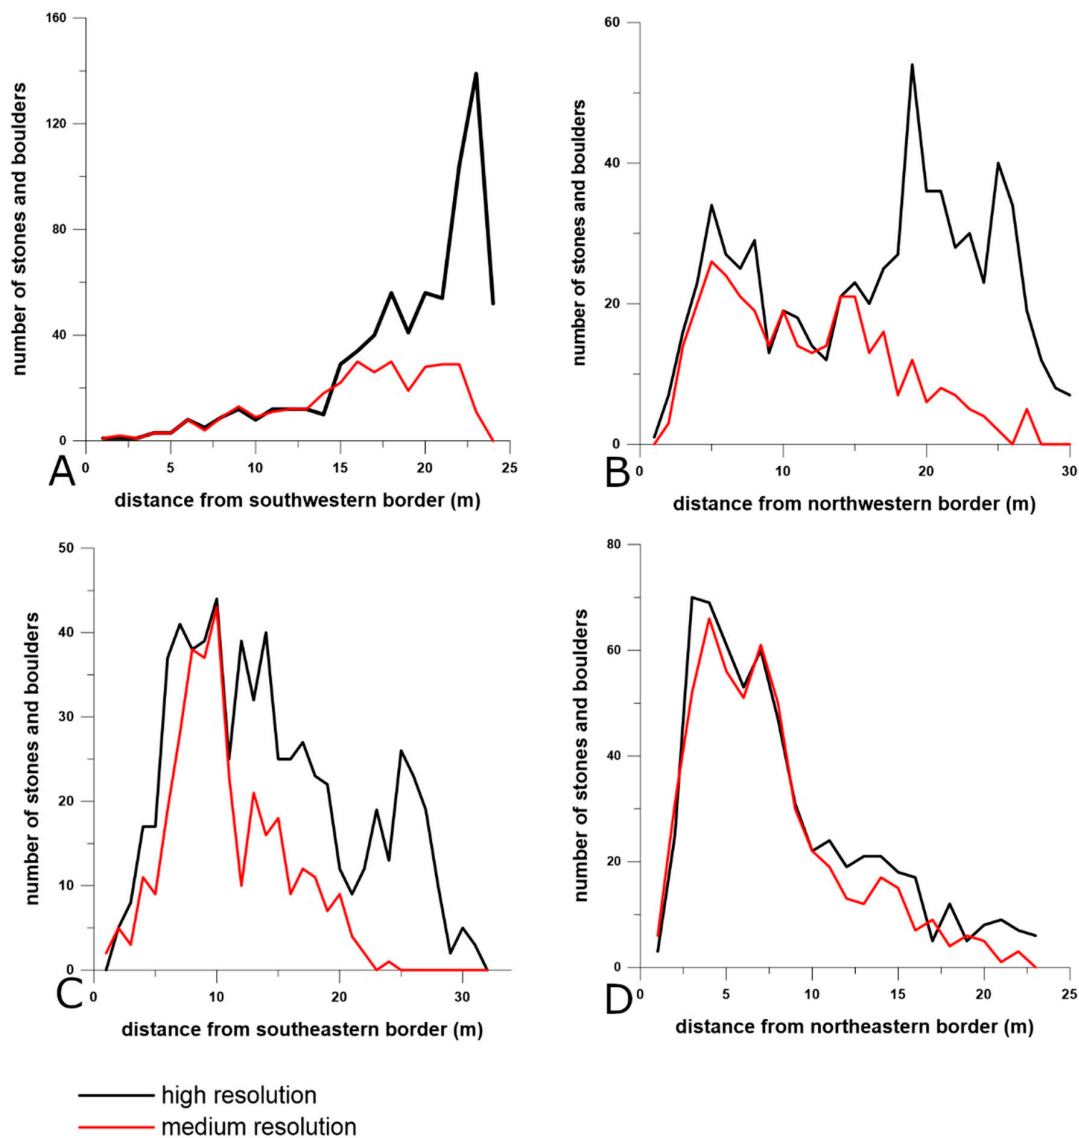 160
120
80
40
0
0 5 10 15 20 25
number of stones and boulders
distance from southwestern border (m)
A
60
40
20
0
0 10 20 30
number of stones and boulders
distance from northwestern border (m)
B
50
40
30
20
10
0
0 10 20 30
number of stones and boulders
distance from southeastern border (m)
C
80
60
40
20
0
0 5 10 15 20 25
number of stones and boulders
distance from northeastern border (m)
D
high resolution
medium resolution